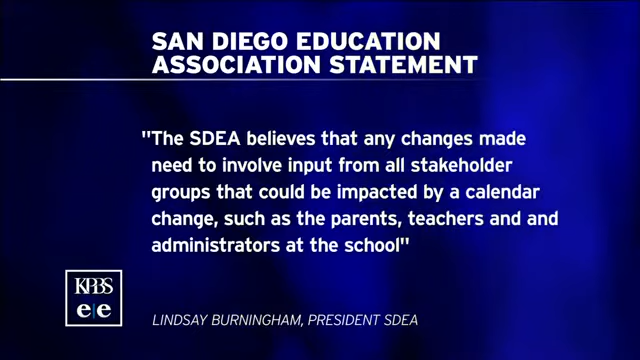 SAN DIEGO EDUCATION
ASSOCIATION STATEMENT
"The SDEA believes that any changes made
need to involve input from all stakeholder
groups that could be impacted by a calendar
change, such as the parents, teachers and and
administrators at the school"
KPBS
e|e
LINDSAY BURNINGHAM, PRESIDENT SDEA